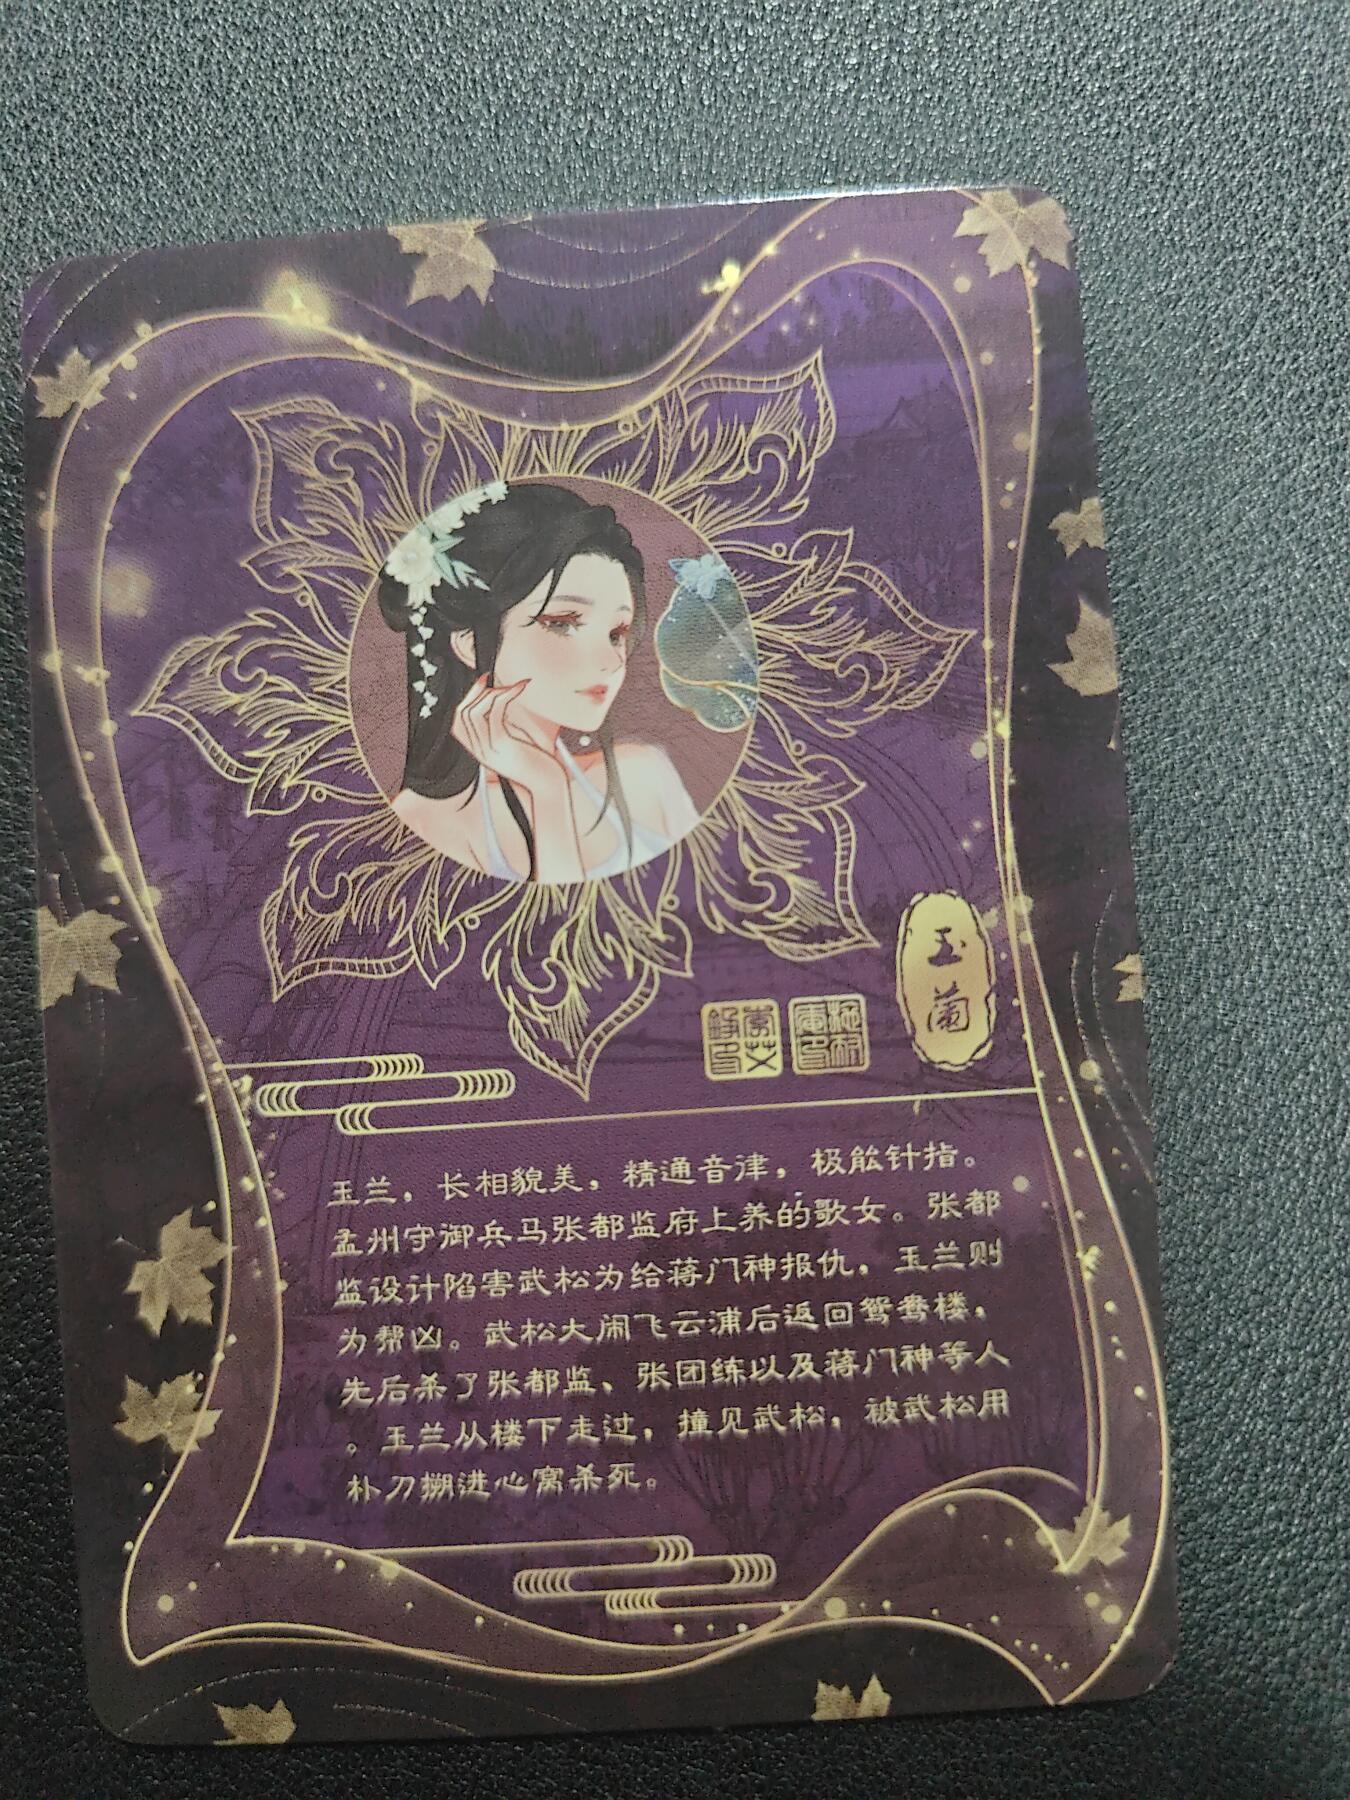 玉蘭
玉兰，长相貌美，精通音律，极能针指。
孟州守御兵马张都监府上养的歌女。张都
监设计陷害武松为给蒋门神报仇，玉兰则
为帮凶。武松大闹飞云浦后返回鸳鸯楼，
先后杀了张都监、张团练以及蒋门神等人
。玉兰从楼下走过，撞见武松，被武松用
朴刀搠进心窝杀死。